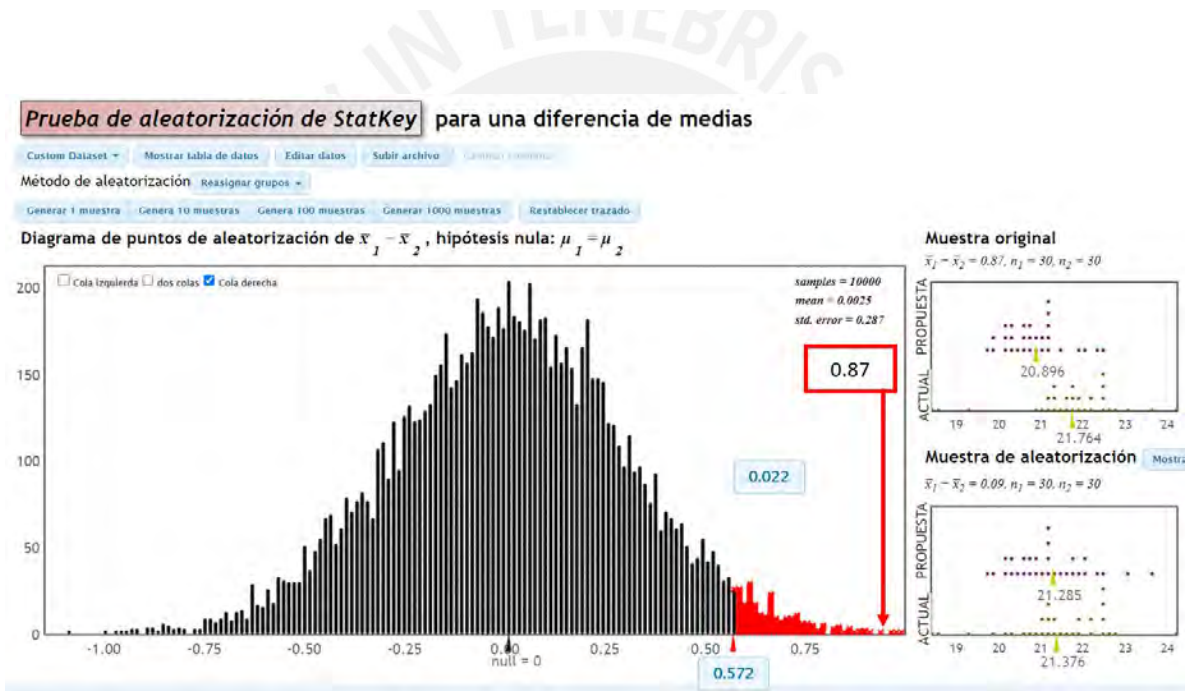 IN TENEBRIS
Prueba de aleatorización de StatKey para una diferencia de medias
Custom Dataset Mostrar tabla de datos Editar datos Subir archivo
Método de aleatorización Reasignar grupos
Generar 1 muestra Genera 10 muestras Genera 100 muestras Generar 1000 muestras Restablecer trazado
Diagrama de puntos de aleatorización de x̄1 − x̄2 , hipótesis nula: μ1 = μ2
Cola izquierda dos colas Cola derecha
samples = 10000
mean = 0.0025
std. error = 0.287
0.87
0.022
200
150
100
50
0
-1.00 -0.75 -0.50 -0.25 0.00 0.25 0.50 0.75
null = 0
0.572
Muestra original
x̄1 − x̄2 = 0.87, n1 = 30, n2 = 30
PROPUESTA
20.896
ACTUAL
19 20 21 22 23 24
21.764
Muestra de aleatorización Mostra
x̄1 − x̄2 = 0.09, n1 = 30, n2 = 30
PROPUESTA
21.285
ACTUAL
19 20 21 22 23 24
21.376